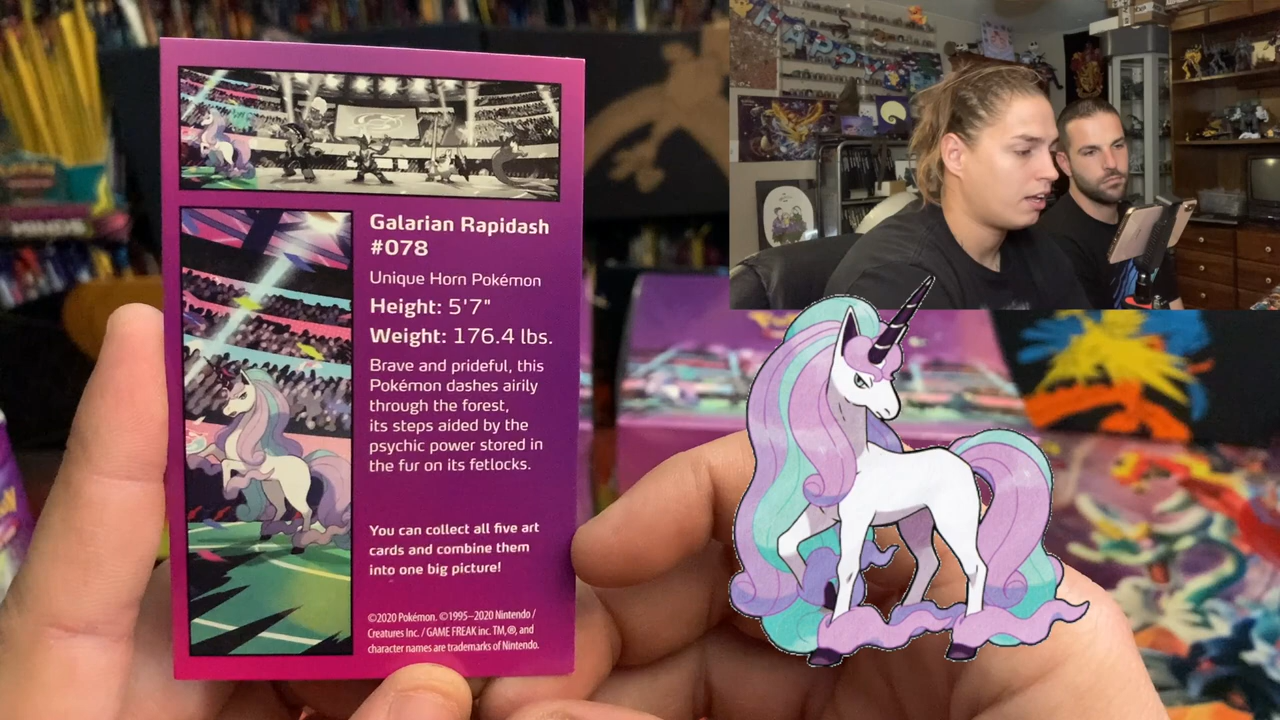 Galarian Rapidash
#078
Unique Horn Pokémon
Height: 5'7"
Weight: 176.4 lbs.
Brave and prideful, this
Pokémon dashes airily
through the forest,
its steps aided by the
psychic power stored in
the fur on its fetlocks.
You can collect all five art
cards and combine them
into one big picture!
©2020 Pokémon. ©1995–2020 Nintendo /
Creatures Inc. / GAME FREAK inc. TM,®, and
character names are trademarks of Nintendo.